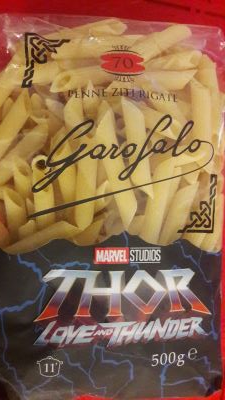 70
PENNE ZITI RIGATE
Garofalo
MARVEL STUDIOS
THOR
LOVE AND THUNDER
500g e
11'